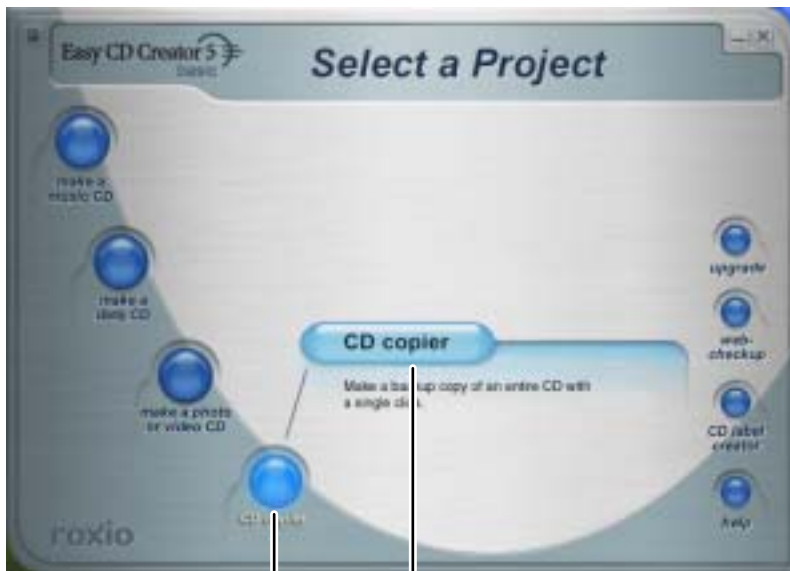 Easy CD Creator 5
basic
Select a Project
make a
music CD
make a
data CD
make a photo
or video CD
CD copier
CD copier
Make a backup copy of an entire CD with
a single click.
upgrade
web-
checkup
CD label
creator
help
roxio